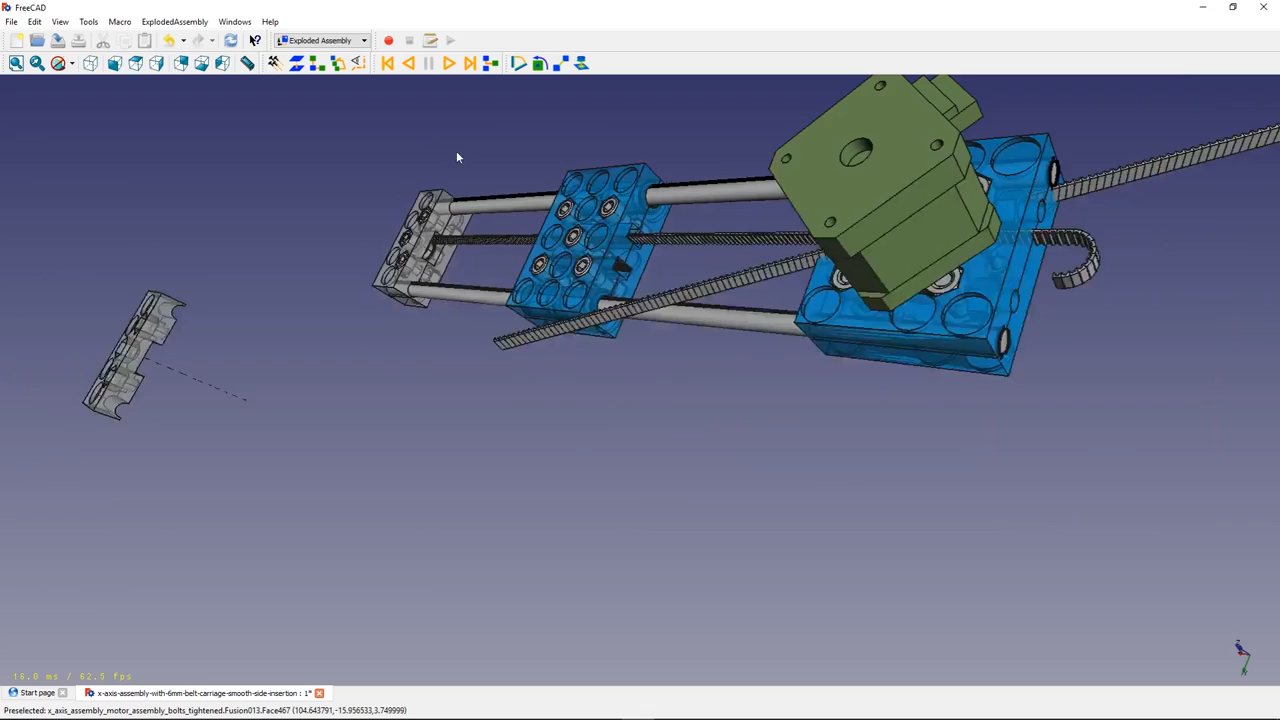 FreeCAD
File Edit View Tools Macro ExplodedAssembly Windows Help
Exploded Assembly
16.0 ms / 62.5 fps
Start page x-axis-assembly-with-6mm-belt-carriage-smooth-side-insertion : 1*
Preselected: x_axis_assembly_motor_assembly_bolts_tightened.Fusion013.Face467 (104.643791,-15.956533,3.749999)